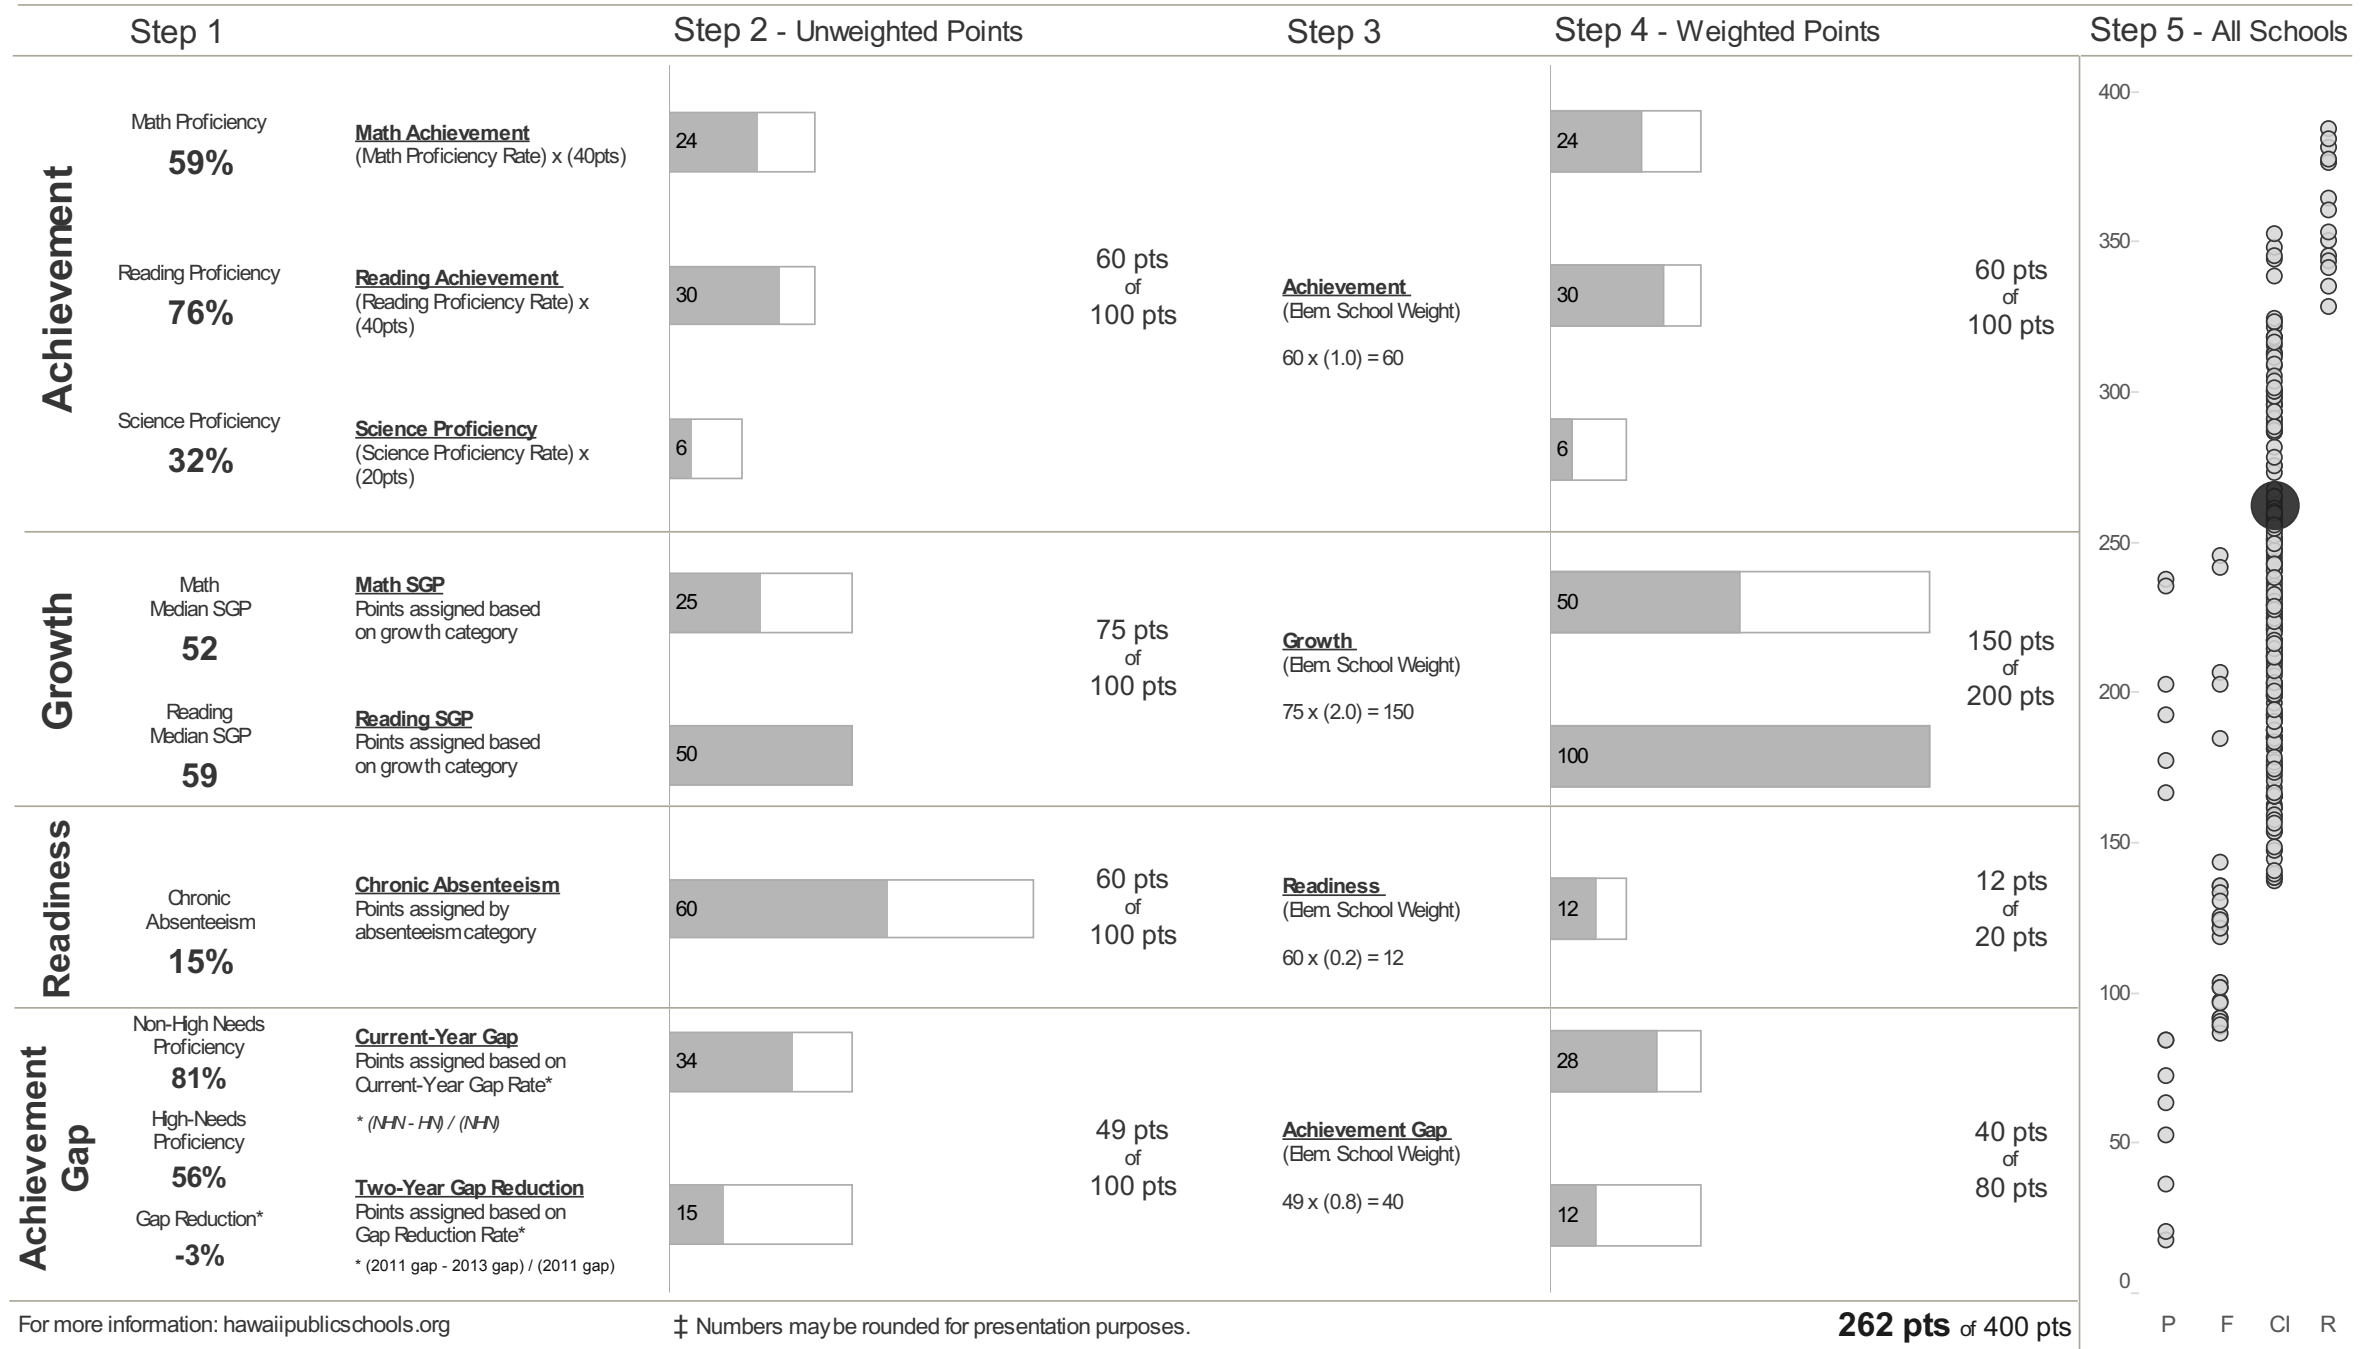 Step 1
Step 2 - Unweighted Points
Step 3
Step 4 - Weighted Points
Step 5 - All Schools
Achievement
Math Proficiency
59%
Math Achievement
(Math Proficiency Rate) x (40pts)
24
24
Reading Proficiency
76%
Reading Achievement
(Reading Proficiency Rate) x
(40pts)
30
60 pts
of
100 pts
Achievement
(Elem. School Weight)
60 x (1.0) = 60
30
60 pts
of
100 pts
Science Proficiency
32%
Science Proficiency
(Science Proficiency Rate) x
(20pts)
6
6
Growth
Math
Median SGP
52
Math SGP
Points assigned based
on growth category
25
75 pts
of
100 pts
Growth
(Elem. School Weight)
75 x (2.0) = 150
50
150 pts
of
200 pts
Reading
Median SGP
59
Reading SGP
Points assigned based
on growth category
50
100
Readiness
Chronic
Absenteeism
15%
Chronic Absenteeism
Points assigned by
absenteeism category
60
60 pts
of
100 pts
Readiness
(Elem. School Weight)
60 x (0.2) = 12
12
12 pts
of
20 pts
Achievement
Gap
Non-High Needs
Proficiency
81%
High-Needs
Proficiency
56%
Gap Reduction*
-3%
Current-Year Gap
Points assigned based on
Current-Year Gap Rate*
* (NHN - HN) / (NHN)
34
Two-Year Gap Reduction
Points assigned based on
Gap Reduction Rate*
* (2011 gap - 2013 gap) / (2011 gap)
15
49 pts
of
100 pts
Achievement Gap
(Elem. School Weight)
49 x (0.8) = 40
28
12
40 pts
of
80 pts
400
350
300
250
200
150
100
50
0
P F CI R
For more information: hawaiipublicschools.org
‡ Numbers may be rounded for presentation purposes.
262 pts of 400 pts